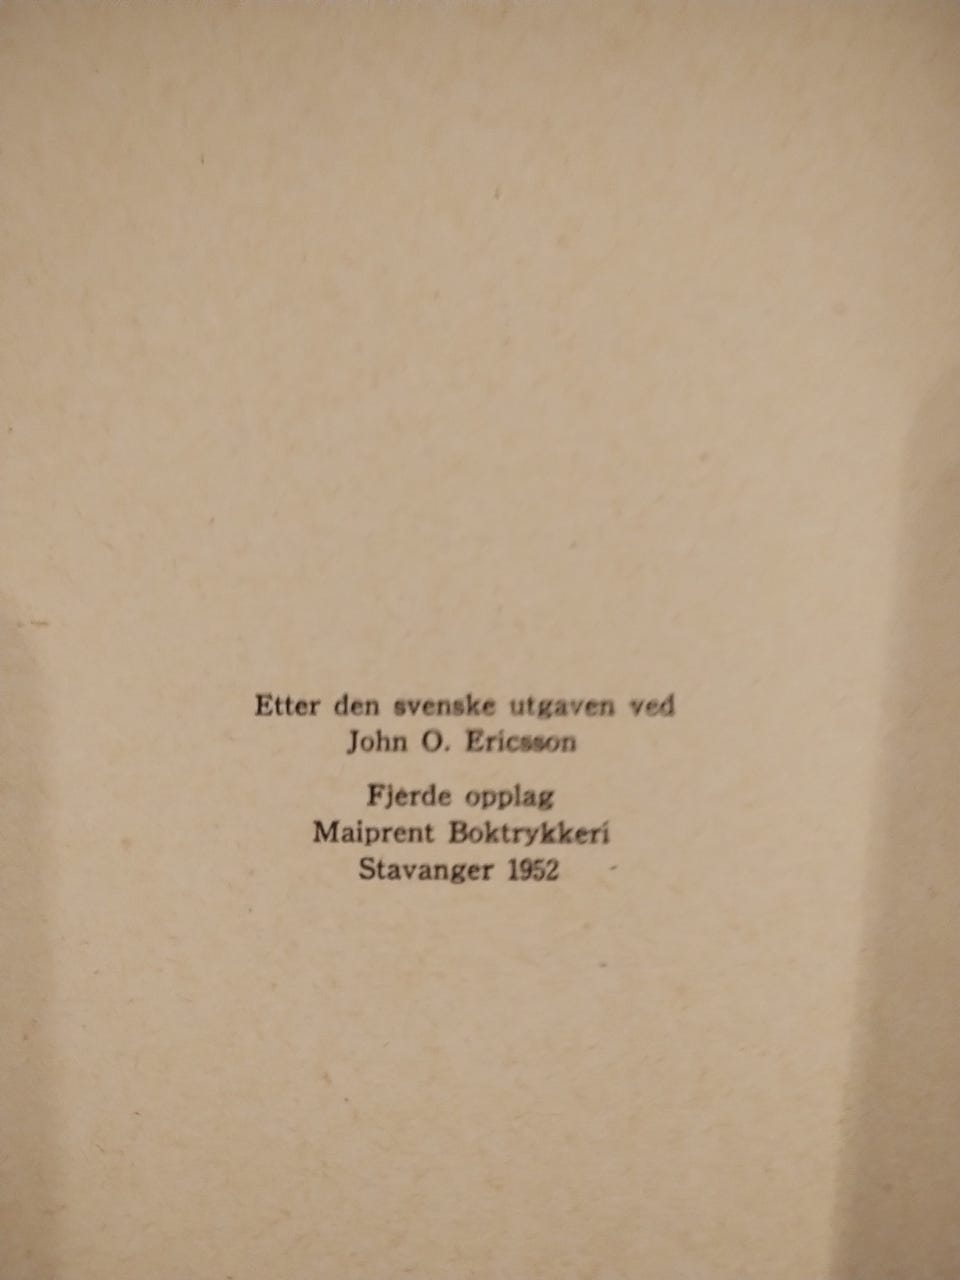 Etter den svenske utgaven ved
John O. Ericsson
Fjerde opplag
Maiprent Boktrykkeri
Stavanger 1952